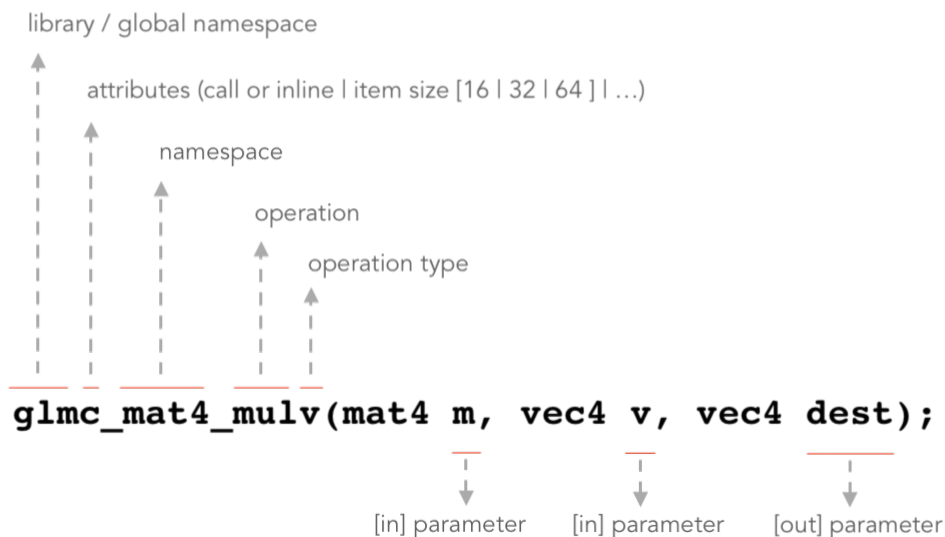 library / global namespace
attributes (call or inline | item size [16 | 32 | 64 ] | ...)
namespace
operation
operation type
glmc_mat4_mulv(mat4 m, vec4 v, vec4 dest);
[in] parameter [in] parameter [out] parameter